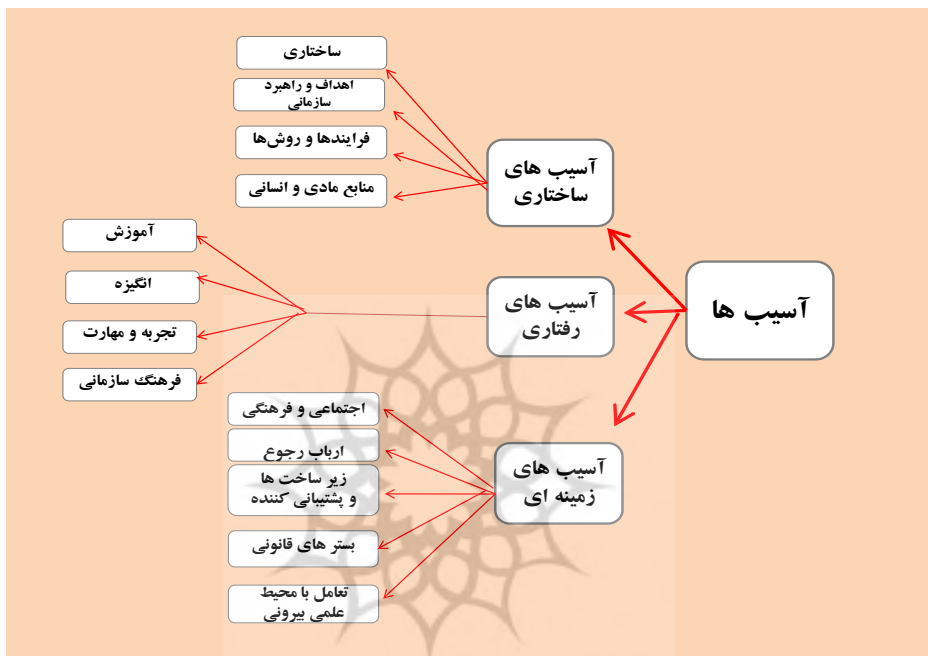 آسیب ها
آسیب های
ساختاری
ساختاری
اهداف و راهبرد
سازمانی
فرایندها و روش‌ها
منابع مادی و انسانی
آسیب های
رفتاری
آموزش
انگیزه
تجربه و مهارت
فرهنگ سازمانی
آسیب های
زمینه ای
اجتماعی و فرهنگی
ارباب رجوع
زیر ساخت ها
و پشتیبانی کننده
بستر های قانونی
تعامل با محیط
علمی بیرونی